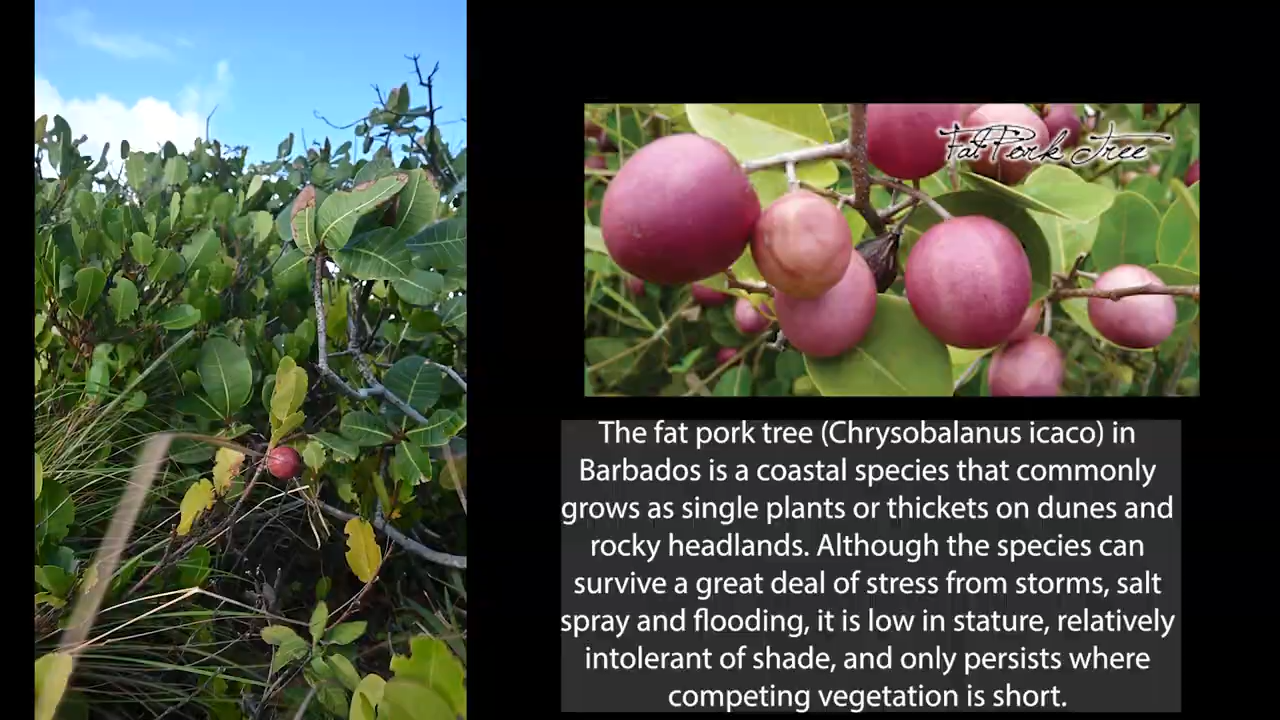 Fat Pork Tree
The fat pork tree (Chrysobalanus icaco) in
Barbados is a coastal species that commonly
grows as single plants or thickets on dunes and
rocky headlands. Although the species can
survive a great deal of stress from storms, salt
spray and flooding, it is low in stature, relatively
intolerant of shade, and only persists where
competing vegetation is short.